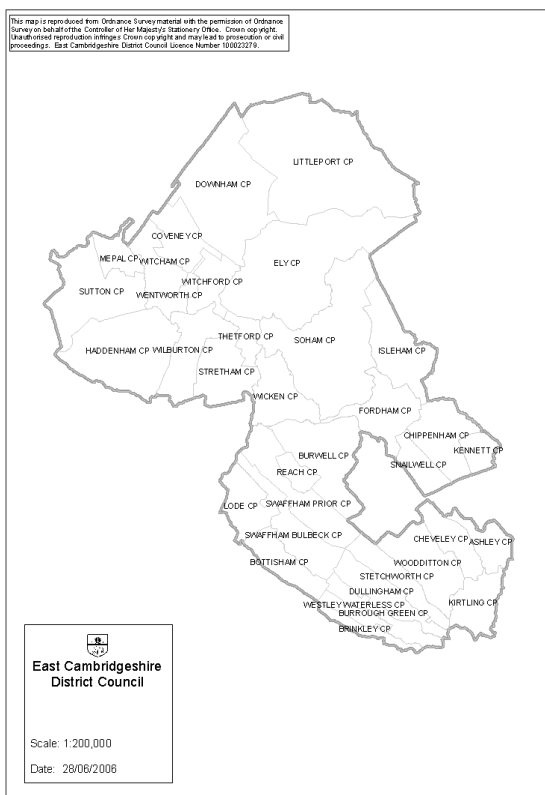 This map is reproduced from Ordnance Survey material with the permission of Ordnance
Survey on behalf of the Controller of Her Majesty's Stationery Office. Crown copyright.
Unauthorised reproduction infringes Crown copyright and may lead to prosecution or civil
proceedings. East Cambridgeshire District Council Licence Number 100023279.
LITTLEPORT CP
DOWNHAM CP
COVENEY CP
MEPAL CP
WITCHAM CP
ELY CP
WITCHFORD CP
SUTTON CP
WENTWORTH CP
THETFORD CP
SOHAM CP
HADDENHAM CP
WILBURTON CP
ISLEHAM CP
STRETHAM CP
WICKEN CP
FORDHAM CP
CHIPPENHAM CP
KENNETT CP
BURWELL CP
SNAILWELL CP
REACH CP
LODE CP
SWAFFHAM PRIOR CP
SWAFFHAM BULBECK CP
CHEVELEY CP
ASHLEY CP
BOTTISHAM CP
WOODDITTON CP
STETCHWORTH CP
DULLINGHAM CP
WESTLEY WATERLESS CP
KIRTLING CP
BURROUGH GREEN CP
BRINKLEY CP
East Cambridgeshire
District Council
Scale: 1:200,000
Date: 28/06/2006